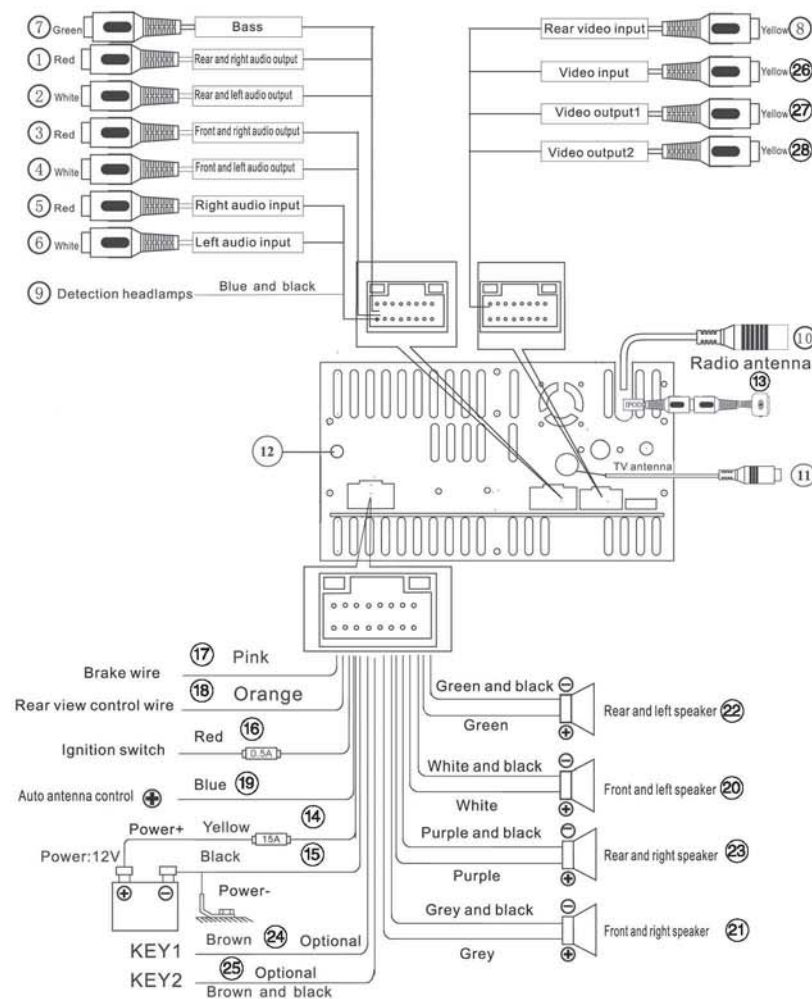 ⑦ Green Bass
① Red Rear and right audio output
② White Rear and left audio output
③ Red Front and right audio output
④ White Front and left audio output
⑤ Red Right audio input
⑥ White Left audio input
⑨ Detection headlamps Blue and black
Rear video input Yellow ⑧
Video input Yellow ㉖
Video output1 Yellow ㉗
Video output2 Yellow ㉘
⑩
Radio antenna
⑬
IPOD
⑫
TV antenna
⑪
Brake wire ⑰ Pink
Rear view control wire ⑱ Orange
Ignition switch Red ⑯ 0.5A
Auto antenna control ⊕ Blue ⑲
Power+ Yellow ⑭ 15A
Power:12V Black ⑮
⊕ ⊖ Power-
KEY1 Brown ㉔ Optional
KEY2 ㉕ Optional
Brown and black
Green and black ⊖
Rear and left speaker ㉒
Green ⊕
White and black ⊖
Front and left speaker ⑳
White ⊕
Purple and black ⊖
Rear and right speaker ㉓
Purple ⊕
Grey and black ⊖
Front and right speaker ㉑
Grey ⊕